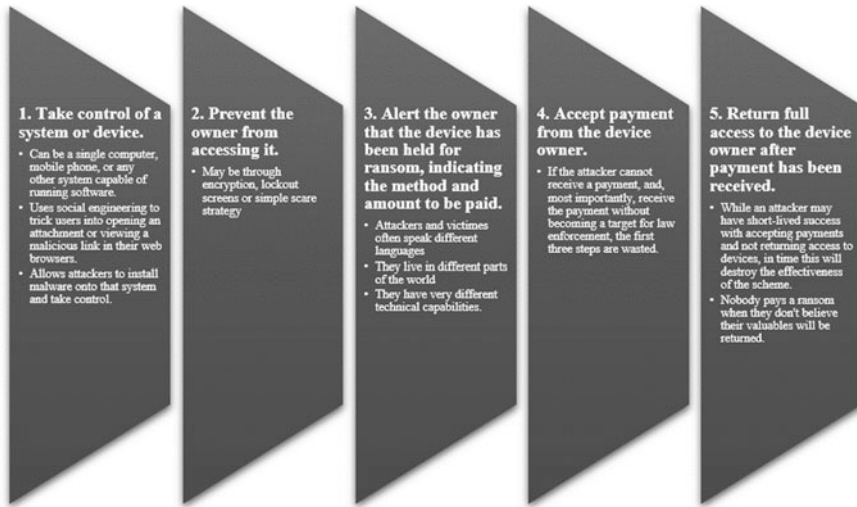 1. Take control of a
system or device.
• Can be a single computer,
mobile phone, or any
other system capable of
running software.
• Uses social engineering to
trick users into opening an
attachment or viewing a
malicious link in their web
browsers.
• Allows attackers to install
malware onto that system
and take control.
2. Prevent the
owner from
accessing it.
• May be through
encryption, lockout
screens or simple scare
strategy
3. Alert the owner
that the device has
been held for
ransom, indicating
the method and
amount to be paid.
• Attackers and victimes
often speak different
languages
• They live in different parts
of the world
• They have very different
technical capabilities.
4. Accept payment
from the device
owner.
• If the attacker cannot
receive a payment, and,
most importantly, receive
the payment without
becoming a target for law
enforcement, the first
three steps are wasted.
5. Return full
access to the device
owner after
payment has been
received.
• While an attacker may
have short-lived success
with accepting payments
and not returning access to
devices, in time this will
destroy the effectiveness
of the scheme.
• Nobody pays a ransom
when they don't believe
their valuables will be
returned.